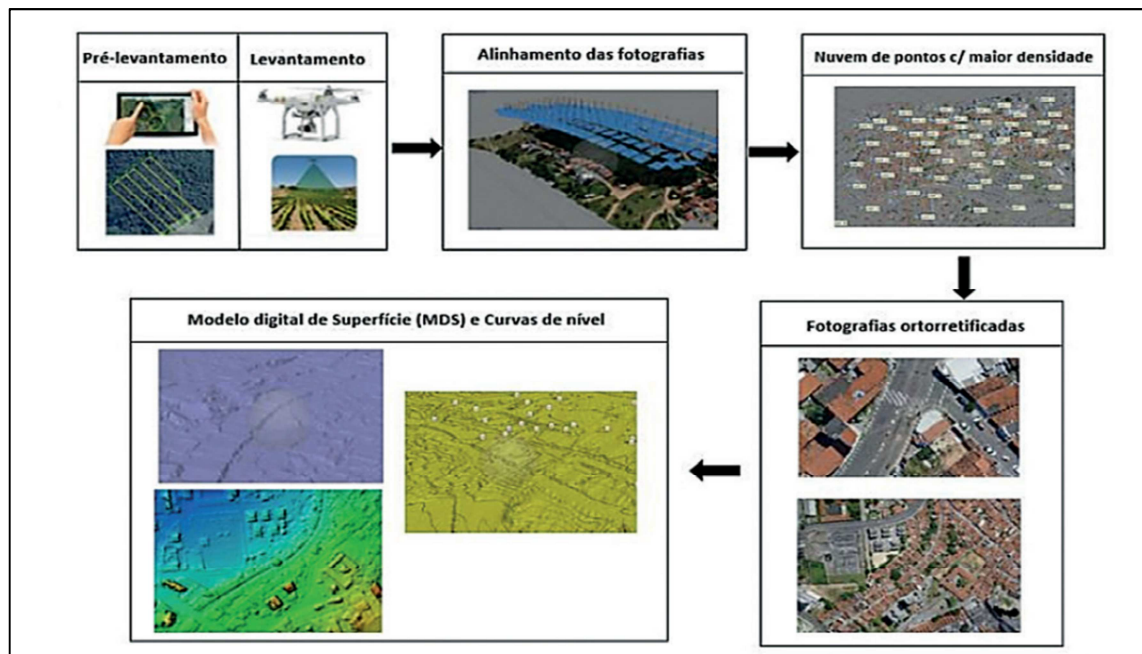 Pré-levantamento
Levantamento
Alinhamento das fotografias
Nuvem de pontos c/ maior densidade
Fotografias ortorretificadas
Modelo digital de Superfície (MDS) e Curvas de nível